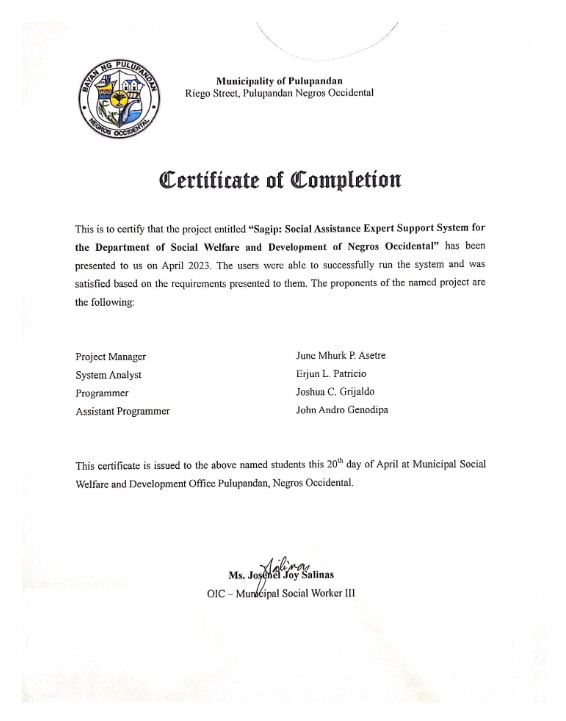 BAYAN NG PULUPANDAN
NEGROS OCCIDENTAL
Municipality of Pulupandan
Riego Street, Pulupandan Negros Occidental
Certificate of Completion
This is to certify that the project entitled “Sagip: Social Assistance Expert Support System for
the Department of Social Welfare and Development of Negros Occidental” has been
presented to us on April 2023. The users were able to successfully run the system and was
satisfied based on the requirements presented to them. The proponents of the named project are
the following:
Project Manager June Mhurk P. Asetre
System Analyst Erjun L. Patricio
Programmer Joshua C. Grijaldo
Assistant Programmer John Andro Genodipa
This certificate is issued to the above named students this 20th day of April at Municipal Social
Welfare and Development Office Pulupandan, Negros Occidental.
Ms. Joy Salinas
OIC – Municipal Social Worker III